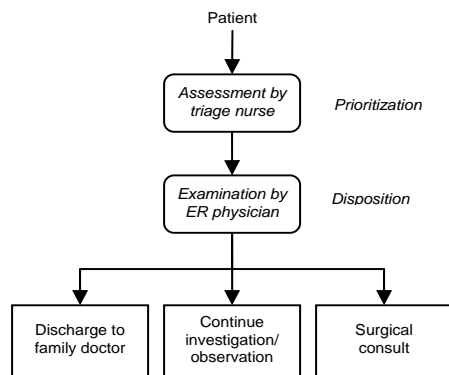 Patient
Assessment by
triage nurse
Prioritization
Examination by
ER physician
Disposition
Discharge to
family doctor
Continue
investigation/
observation
Surgical
consult